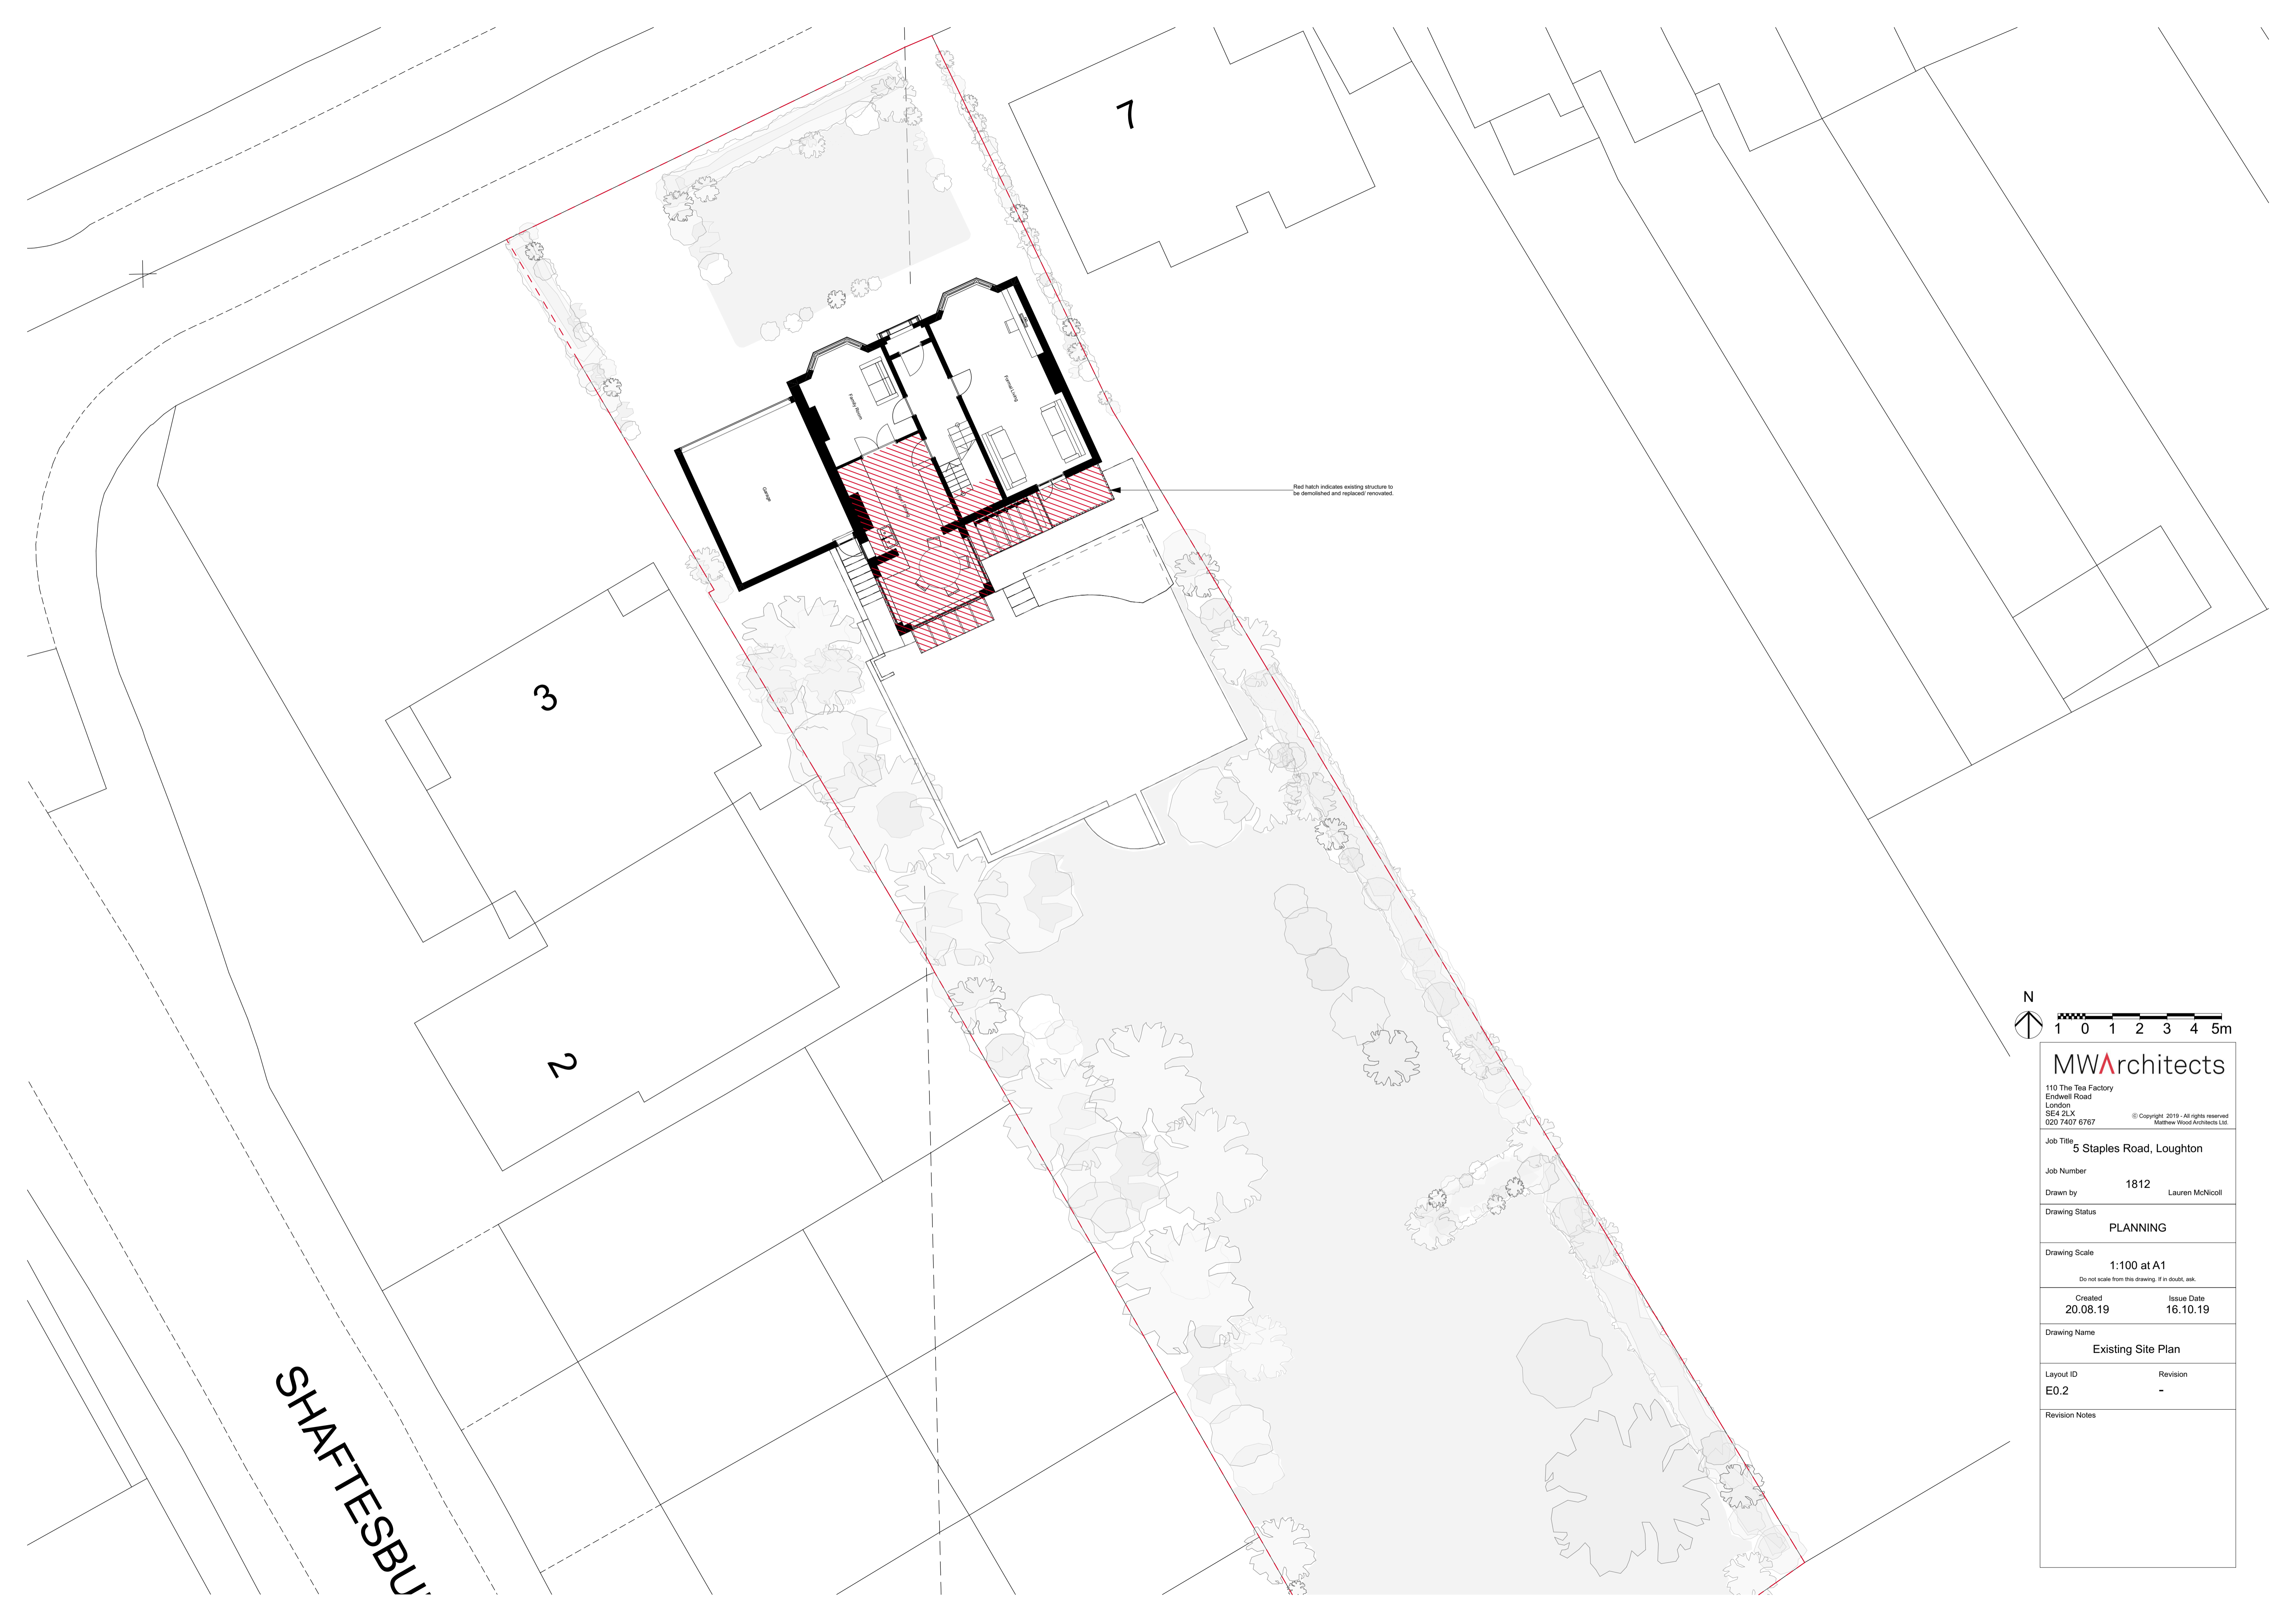 7
Formal Living
Family Room
Garage
Red hatch indicates existing structure to
be demolished and replaced/ renovated.
3
2
SHAFTESBU
N
1 0 1 2 3 4 5m
MWArchitects
110 The Tea Factory
Endwell Road
London
SE4 2LX
020 7407 6767
© Copyright 2019 - All rights reserved
Matthew Wood Architects Ltd.
Job Title
5 Staples Road, Loughton
Job Number
1812
Drawn by
Lauren McNicoll
Drawing Status
PLANNING
Drawing Scale
1:100 at A1
Do not scale from this drawing. If in doubt, ask.
Created
Issue Date
20.08.19
16.10.19
Drawing Name
Existing Site Plan
Layout ID
Revision
E0.2
-
Revision Notes